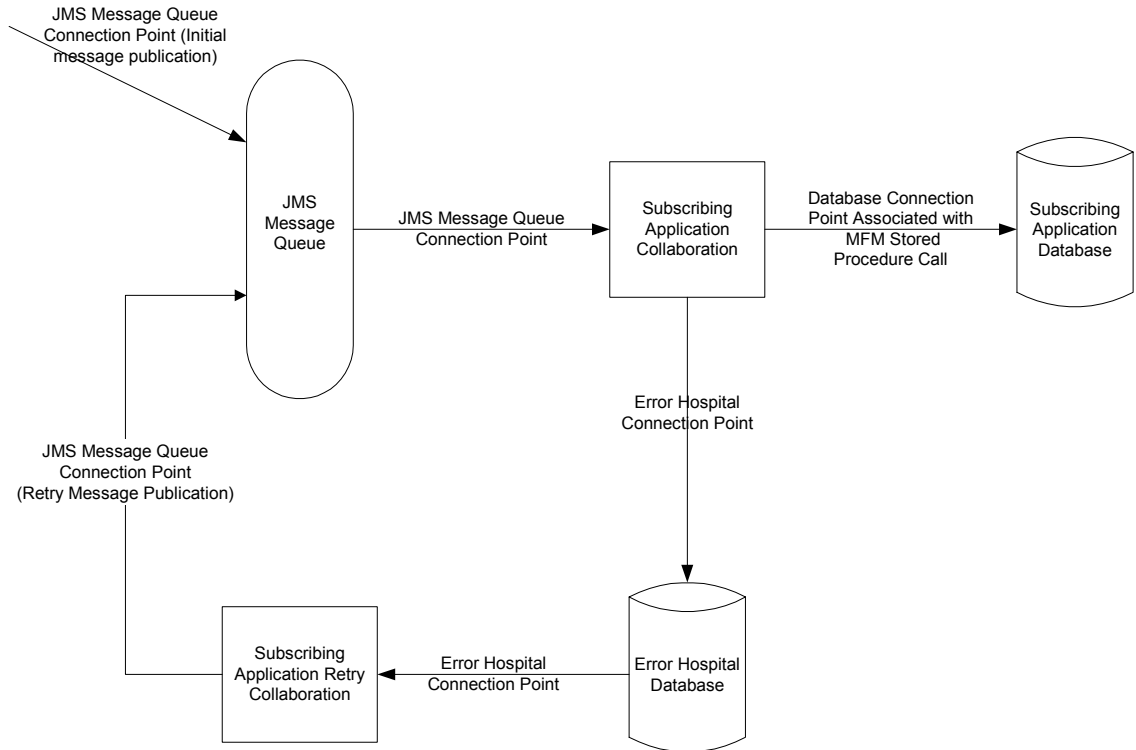 JMS Message Queue
Connection Point (Initial
message publication)
JMS
Message
Queue
JMS Message Queue
Connection Point
Subscribing
Application
Collaboration
Database Connection
Point Associated with
MFM Stored
Procedure Call
Subscribing
Application
Database
Error Hospital
Connection Point
JMS Message Queue
Connection Point
(Retry Message Publication)
Subscribing
Application Retry
Collaboration
Error Hospital
Connection Point
Error Hospital
Database